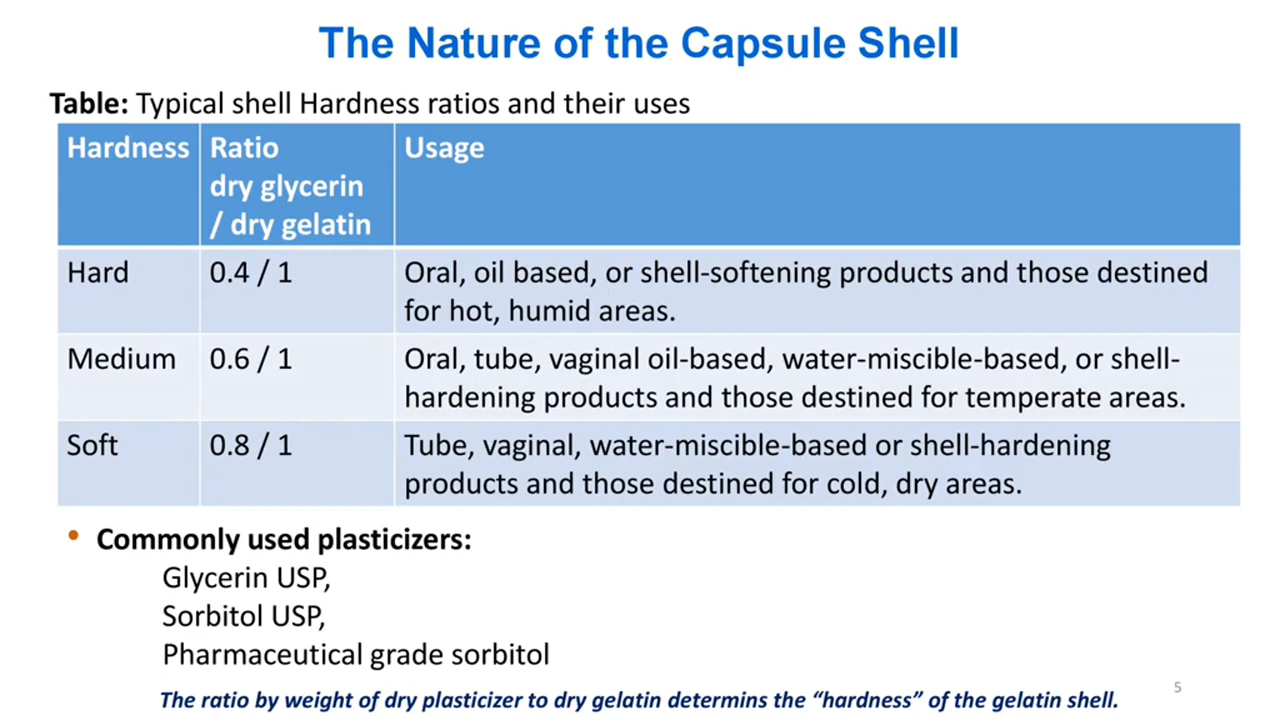 The Nature of the Capsule Shell
Table: Typical shell Hardness ratios and their uses
Hardness
Ratio
dry glycerin
/ dry gelatin
Usage
Hard
0.4 / 1
Oral, oil based, or shell-softening products and those destined
for hot, humid areas.
Medium
0.6 / 1
Oral, tube, vaginal oil-based, water-miscible-based, or shell-
hardening products and those destined for temperate areas.
Soft
0.8 / 1
Tube, vaginal, water-miscible-based or shell-hardening
products and those destined for cold, dry areas.
• Commonly used plasticizers:
Glycerin USP,
Sorbitol USP,
Pharmaceutical grade sorbitol
The ratio by weight of dry plasticizer to dry gelatin determins the “hardness” of the gelatin shell.
5